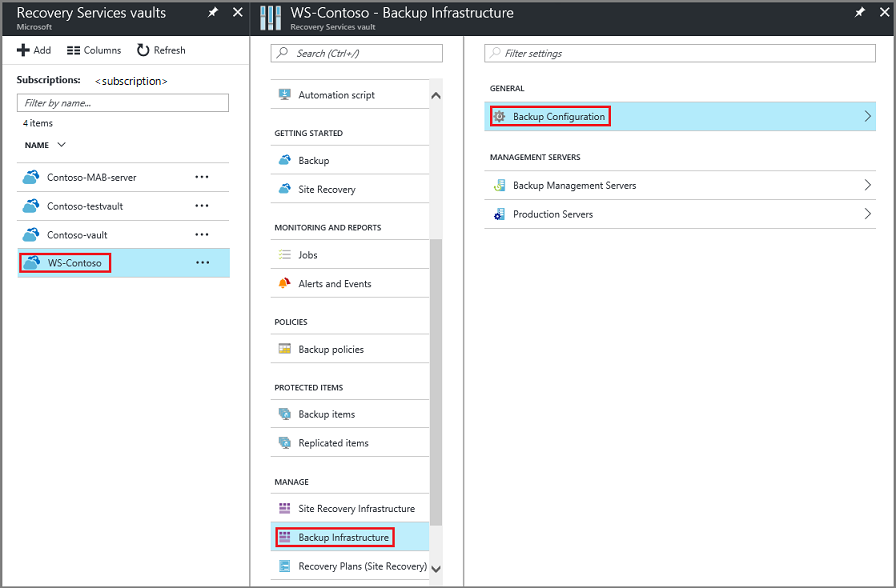 Recovery Services vaults
Microsoft
Add Columns Refresh
Subscriptions: <subscription>
Filter by name...
4 items
NAME
Contoso-MAB-server
Contoso-testvault
Contoso-vault
WS-Contoso
WS-Contoso - Backup Infrastructure
Recovery Services vault
Search (Ctrl+/)
Automation script
GETTING STARTED
Backup
Site Recovery
MONITORING AND REPORTS
Jobs
Alerts and Events
POLICIES
Backup policies
PROTECTED ITEMS
Backup items
Replicated items
MANAGE
Site Recovery Infrastructure
Backup Infrastructure
Recovery Plans (Site Recovery)
Filter settings
GENERAL
Backup Configuration
MANAGEMENT SERVERS
Backup Management Servers
Production Servers